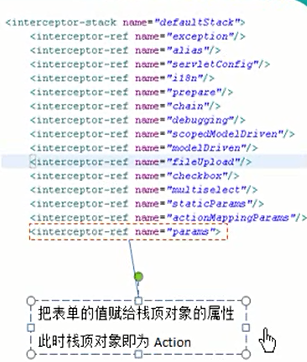 <interceptor-stack name="defaultStack">
<interceptor-ref name="exception"/>
<interceptor-ref name="alias"/>
<interceptor-ref name="servletConfig"/>
<interceptor-ref name="i18n"/>
<interceptor-ref name="prepare"/>
<interceptor-ref name="chain"/>
<interceptor-ref name="debugging"/>
<interceptor-ref name="scopedModelDriven"/>
<interceptor-ref name="modelDriven"/>
<interceptor-ref name="fileUpload"/>
<interceptor-ref name="checkbox"/>
<interceptor-ref name="multiselect"/>
<interceptor-ref name="staticParams"/>
<interceptor-ref name="actionMappingParams"/>
<interceptor-ref name="params">
把表单的值赋给栈顶对象的属性
此时栈顶对象即为 Action